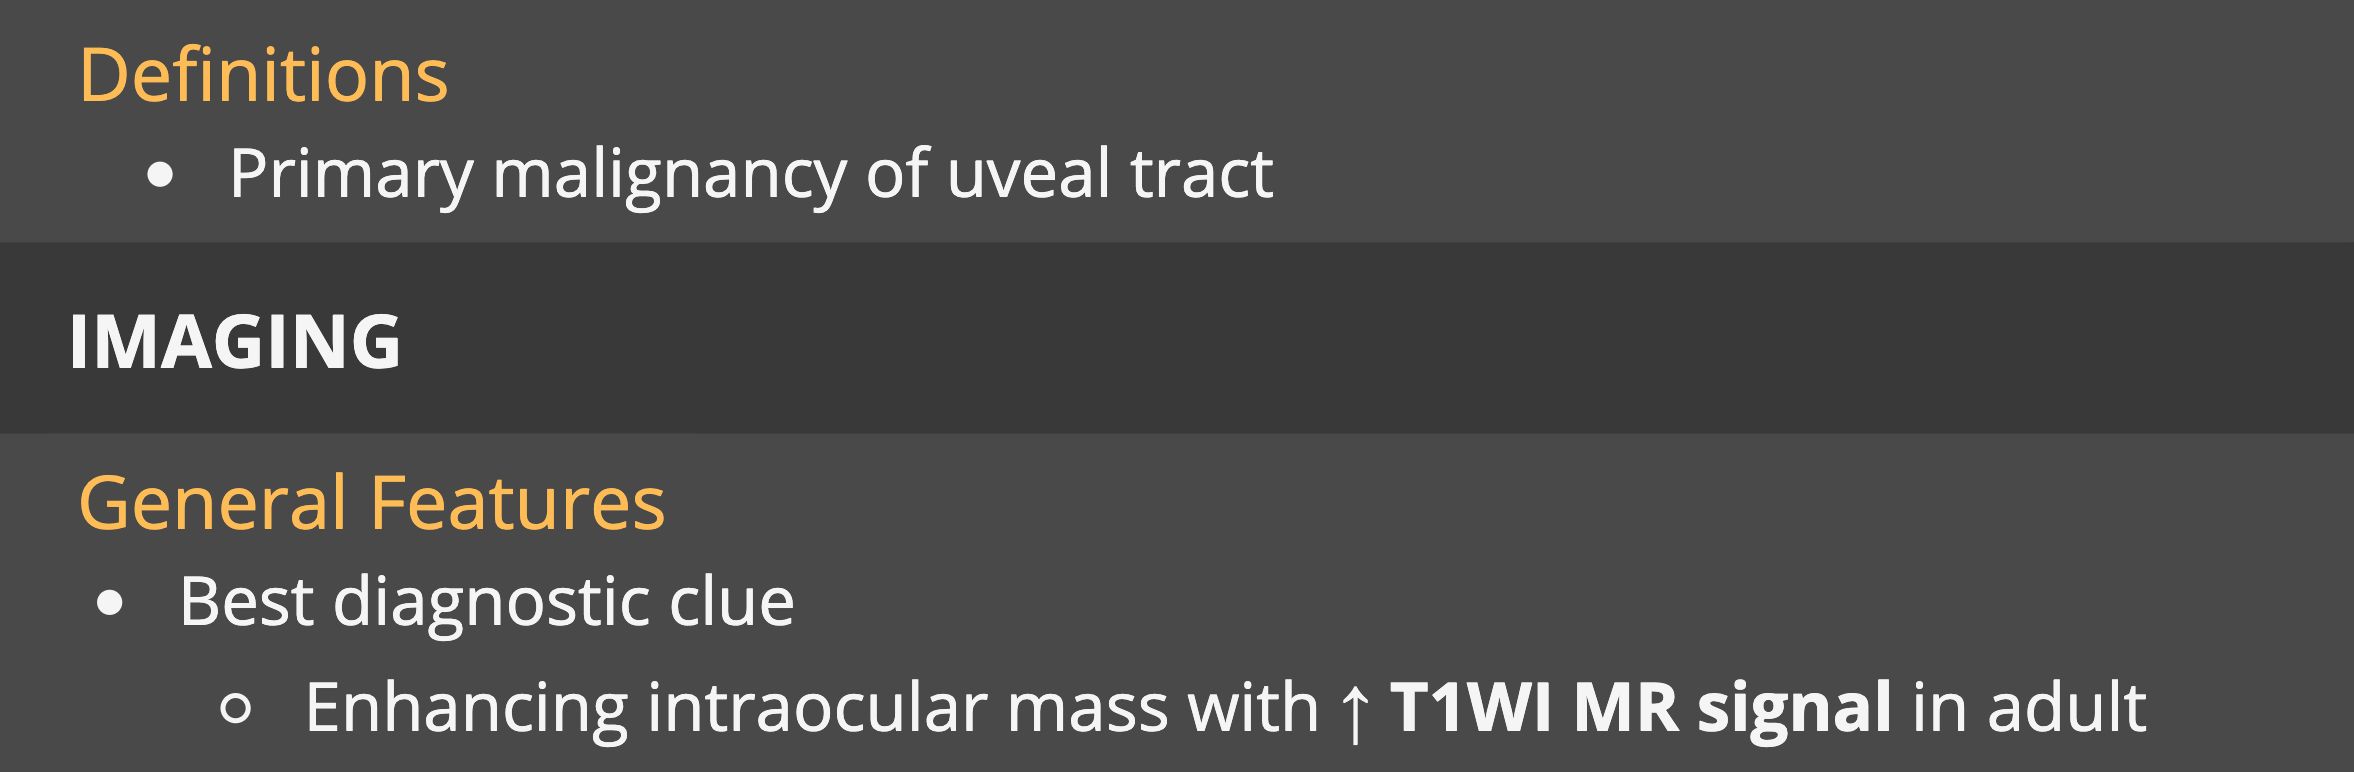 Definitions
• Primary malignancy of uveal tract
IMAGING
General Features
• Best diagnostic clue
○ Enhancing intraocular mass with ↑ T1WI MR signal in adult